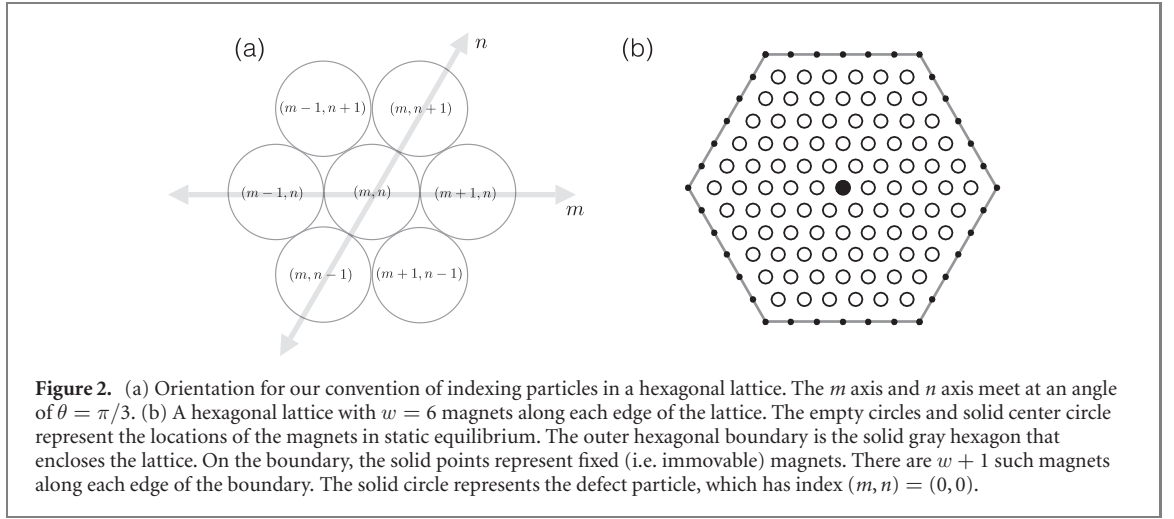 (a)
n
(b)
(m − 1, n + 1)
(m, n + 1)
(m − 1, n)
(m, n)
(m + 1, n)
m
(m, n − 1)
(m + 1, n − 1)
Figure 2. (a) Orientation for our convention of indexing particles in a hexagonal lattice. The m axis and n axis meet at an angle
of θ = π/3. (b) A hexagonal lattice with w = 6 magnets along each edge of the lattice. The empty circles and solid center circle
represent the locations of the magnets in static equilibrium. The outer hexagonal boundary is the solid gray hexagon that
encloses the lattice. On the boundary, the solid points represent fixed (i.e. immovable) magnets. There are w + 1 such magnets
along each edge of the boundary. The solid circle represents the defect particle, which has index (m, n) = (0, 0).